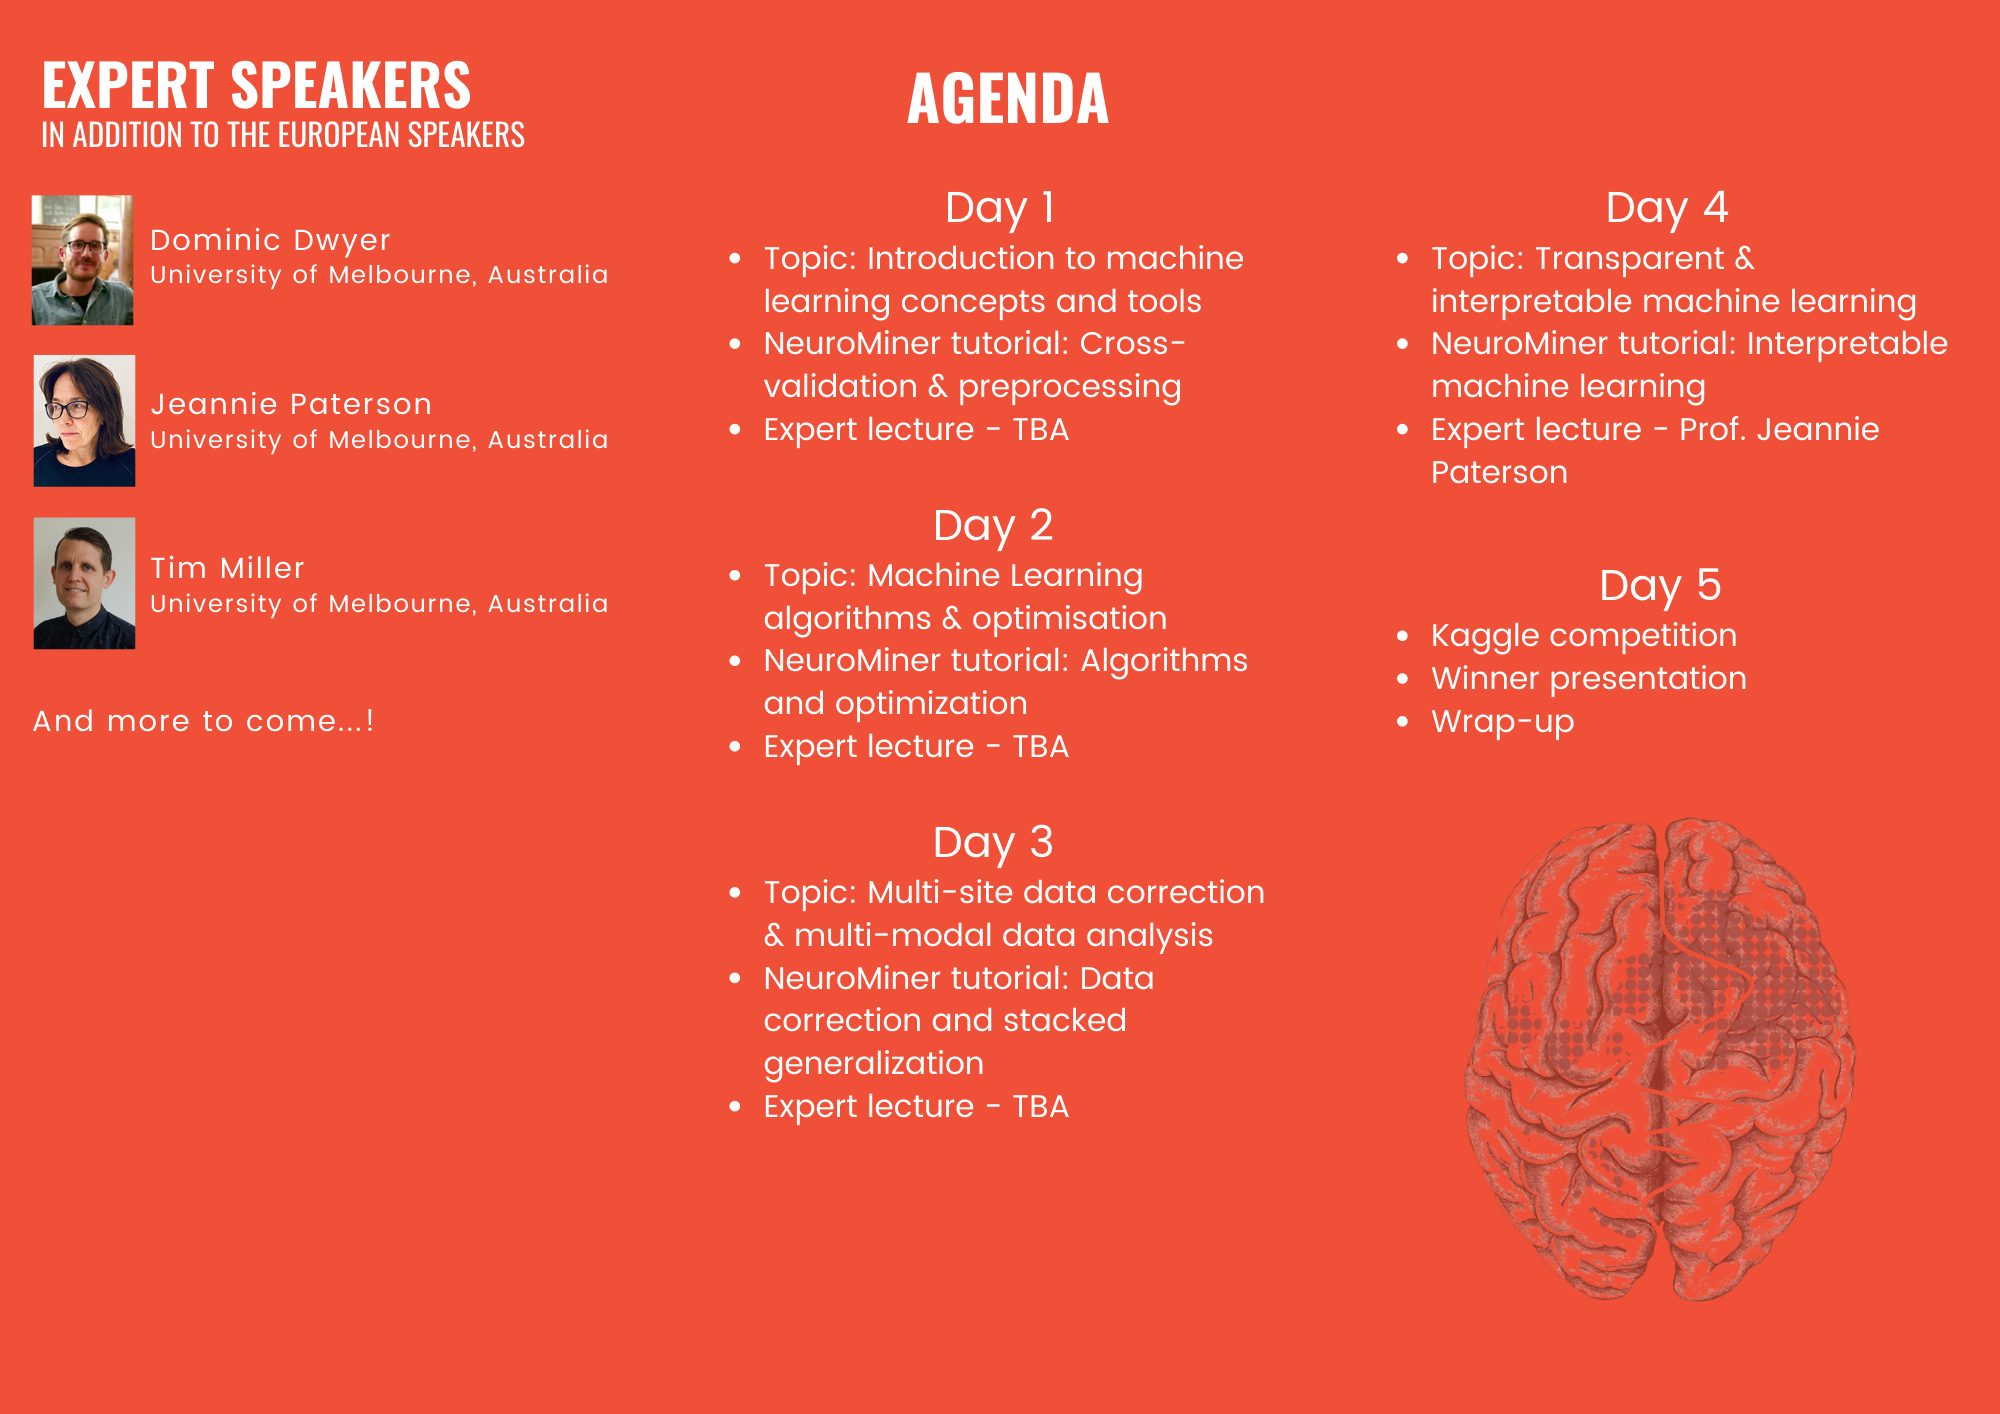 EXPERT SPEAKERS
IN ADDITION TO THE EUROPEAN SPEAKERS
Dominic Dwyer
University of Melbourne, Australia
Jeannie Paterson
University of Melbourne, Australia
Tim Miller
University of Melbourne, Australia
And more to come...!
AGENDA
Day 1
• Topic: Introduction to machine
learning concepts and tools
• NeuroMiner tutorial: Cross-
validation & preprocessing
• Expert lecture - TBA
Day 2
• Topic: Machine Learning
algorithms & optimisation
• NeuroMiner tutorial: Algorithms
and optimization
• Expert lecture - TBA
Day 3
• Topic: Multi-site data correction
& multi-modal data analysis
• NeuroMiner tutorial: Data
correction and stacked
generalization
• Expert lecture - TBA
Day 4
• Topic: Transparent &
interpretable machine learning
• NeuroMiner tutorial: Interpretable
machine learning
• Expert lecture - Prof. Jeannie
Paterson
Day 5
• Kaggle competition
• Winner presentation
• Wrap-up